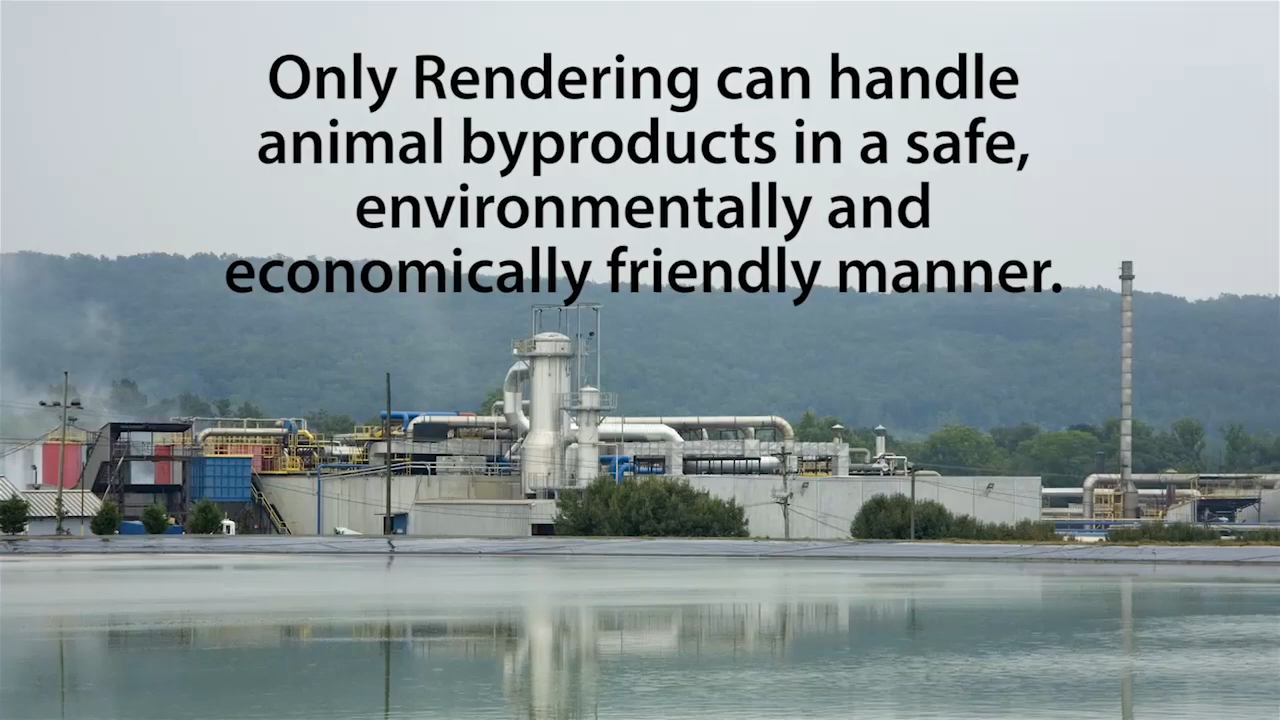 Only Rendering can handle
animal byproducts in a safe,
environmentally and
economically friendly manner.